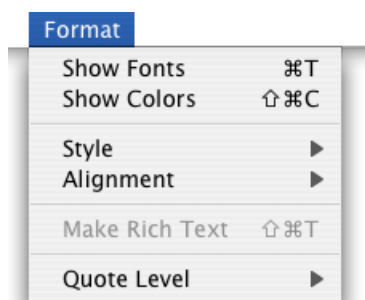 Format
Show Fonts ⌘T
Show Colors ⇧⌘C
Style ▶
Alignment ▶
Make Rich Text ⇧⌘T
Quote Level ▶